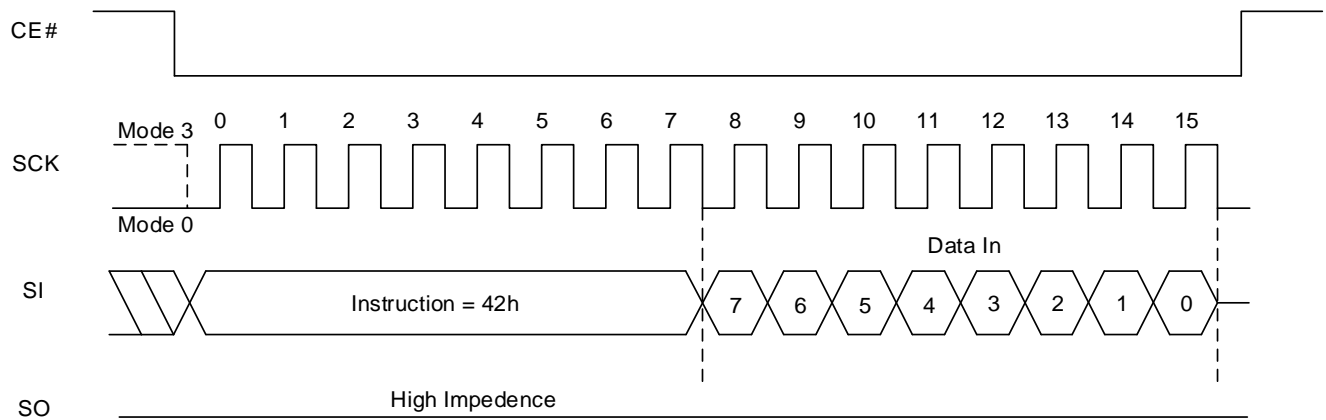 CE#
Mode 3 0 1 2 3 4 5 6 7 8 9 10 11 12 13 14 15
SCK
Mode 0
Data In
SI Instruction = 42h 7 6 5 4 3 2 1 0
High Impedence
SO